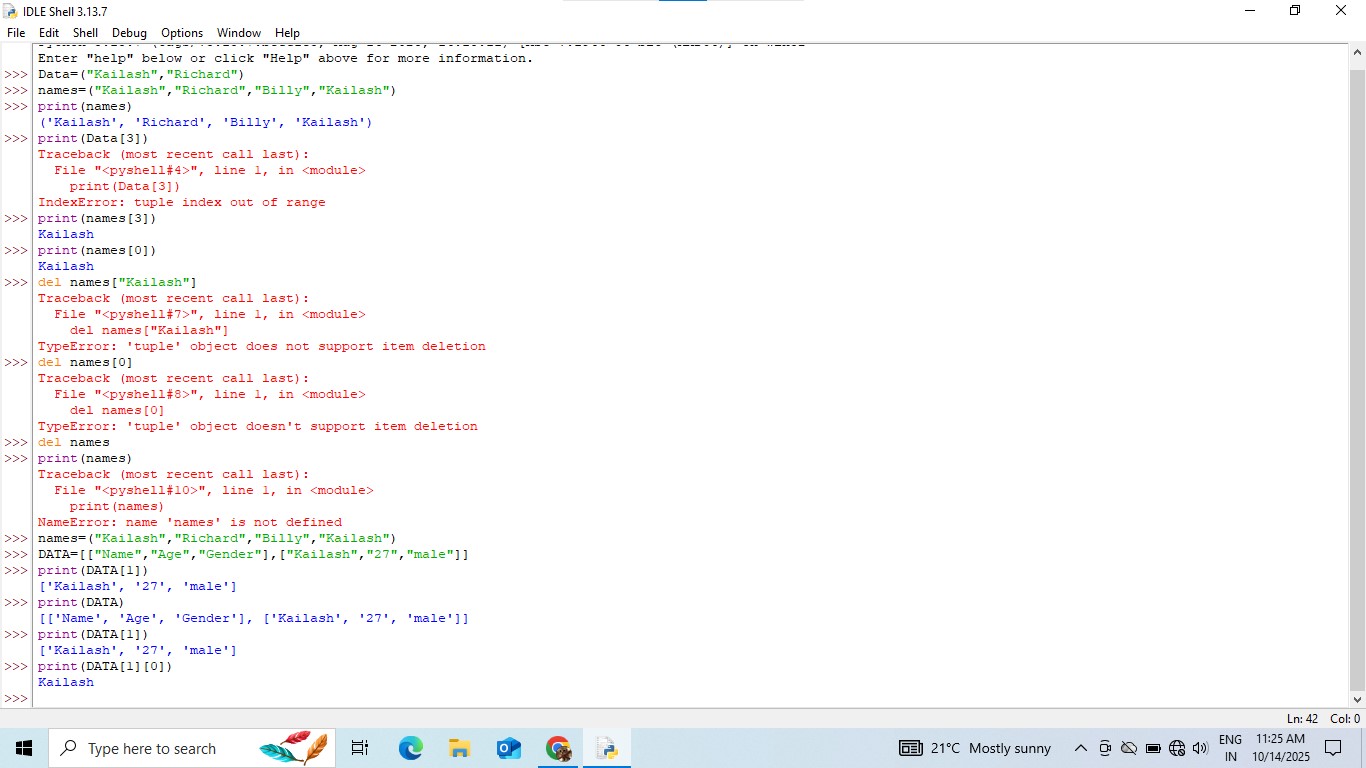 IDLE Shell 3.13.7
File Edit Shell Debug Options Window Help
Enter "help" below or click "Help" above for more information.
>>> Data=("Kailash","Richard")
>>> names=("Kailash","Richard","Billy","Kailash")
>>> print(names)
('Kailash', 'Richard', 'Billy', 'Kailash')
>>> print(Data[3])
Traceback (most recent call last):
File "<pyshell#4>", line 1, in <module>
print(Data[3])
IndexError: tuple index out of range
>>> print(names[3])
Kailash
>>> print(names[0])
Kailash
>>> del names["Kailash"]
Traceback (most recent call last):
File "<pyshell#7>", line 1, in <module>
del names["Kailash"]
TypeError: 'tuple' object does not support item deletion
>>> del names[0]
Traceback (most recent call last):
File "<pyshell#8>", line 1, in <module>
del names[0]
TypeError: 'tuple' object doesn't support item deletion
>>> del names
>>> print(names)
Traceback (most recent call last):
File "<pyshell#10>", line 1, in <module>
print(names)
NameError: name 'names' is not defined
>>> names=("Kailash","Richard","Billy","Kailash")
>>> DATA=[["Name","Age","Gender"],["Kailash","27","male"]]
>>> print(DATA[1])
['Kailash', '27', 'male']
>>> print(DATA)
[['Name', 'Age', 'Gender'], ['Kailash', '27', 'male']]
>>> print(DATA[1])
['Kailash', '27', 'male']
>>> print(DATA[1][0])
Kailash
>>>
Ln: 42 Col: 0
Type here to search
21°C Mostly sunny
ENG
IN
11:25 AM
10/14/2025